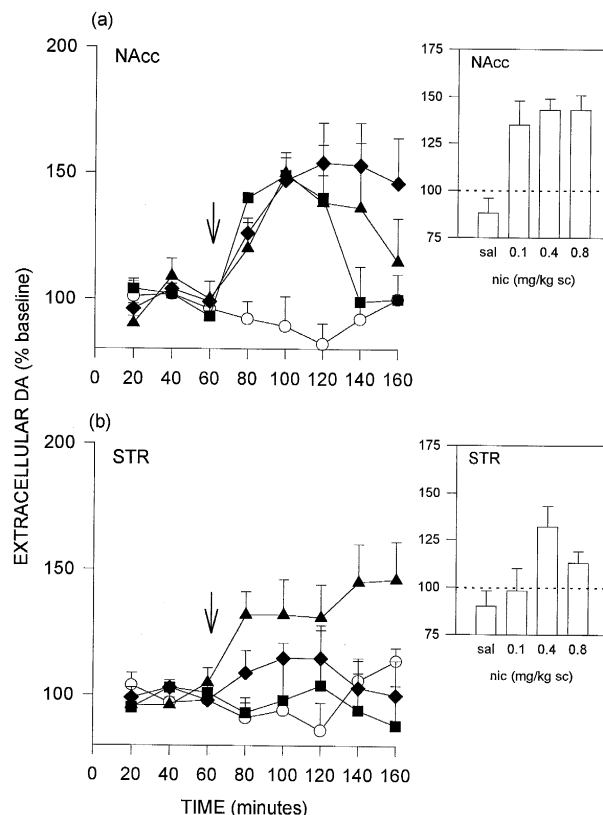 (a)
200
NAcc
150
100
0 20 40 60 80 100 120 140 160
175
NAcc
150
125
100
75
sal 0.1 0.4 0.8
nic (mg/kg sc)
EXTRACELLULAR DA (% baseline)
(b)
200
STR
150
100
0 20 40 60 80 100 120 140 160
TIME (minutes)
175
STR
150
125
100
75
sal 0.1 0.4 0.8
nic (mg/kg sc)